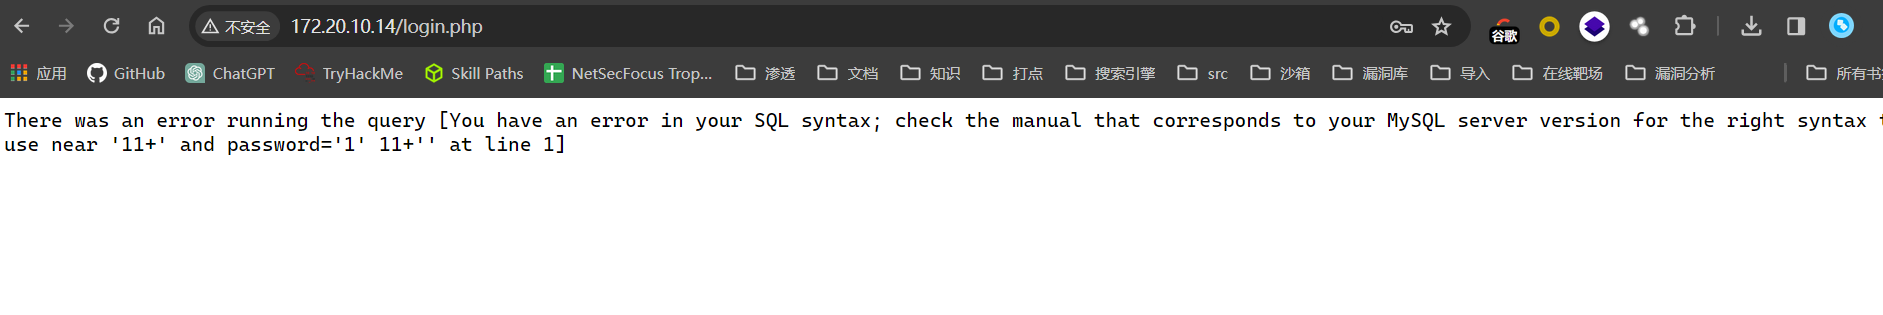 不安全 172.20.10.14/login.php 谷歌
应用 GitHub ChatGPT TryHackMe Skill Paths NetSecFocus Trop... 渗透 文档 知识 打点 搜索引擎 src 沙箱 漏洞库 导入 在线靶场 漏洞分析 所有书
There was an error running the query [You have an error in your SQL syntax; check the manual that corresponds to your MySQL server version for the right syntax
use near '11+' and password='1' 11+'' at line 1]